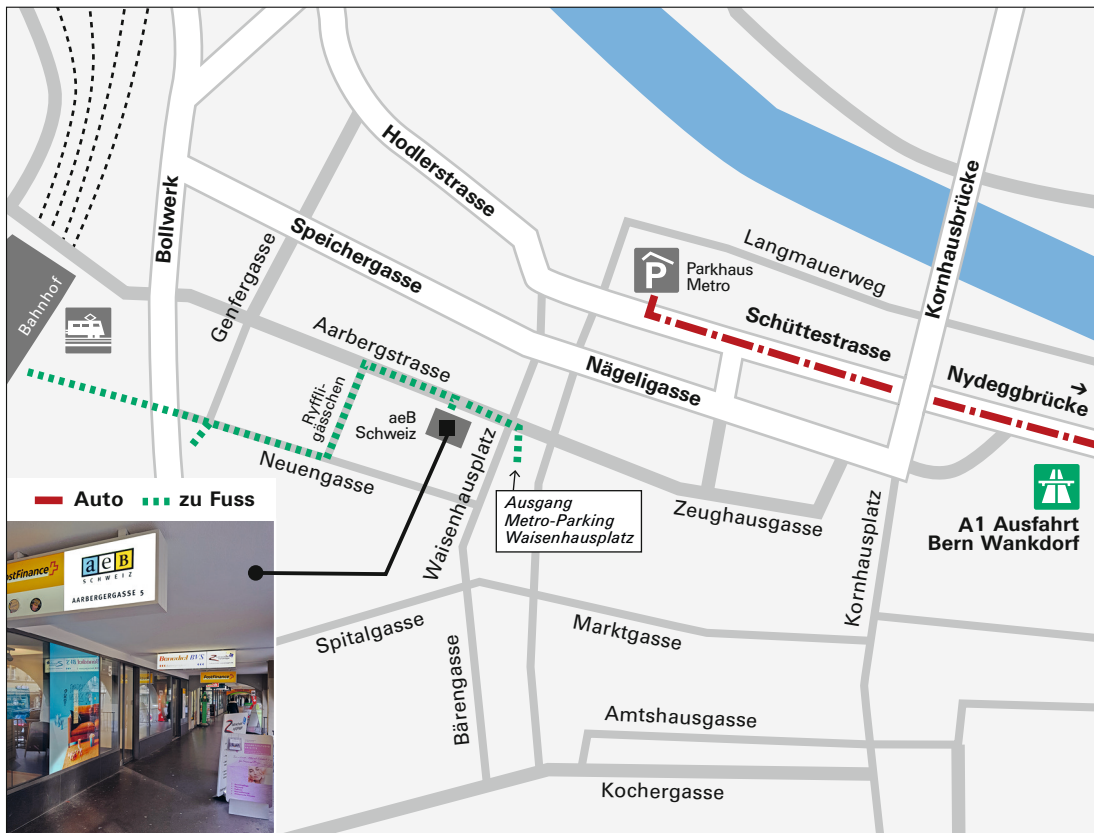 Hodlerstrasse
Kornhausbrücke
Bollwerk
Speichergasse
Langmauerweg
Parkhaus
Metro
P
Bahnhof
Genfergasse
Schüttestrasse
Aarbergstrasse
Nägeligasse
Nydeggbrücke
→
Ryffli-
gässchen
aeB
Schweiz
Neuengasse
Waisenhausplatz
Ausgang
Metro-Parking
Waisenhausplatz
Zeughausgasse
A1 Ausfahrt
Bern Wankdorf
Kornhausplatz
Auto
zu Fuss
stFinance
aeB
SCHWEIZ
AARBERGERGASSE 5
PostFinance
Spitalgasse
Marktgasse
Bärengasse
Amtshausgasse
Kochergasse